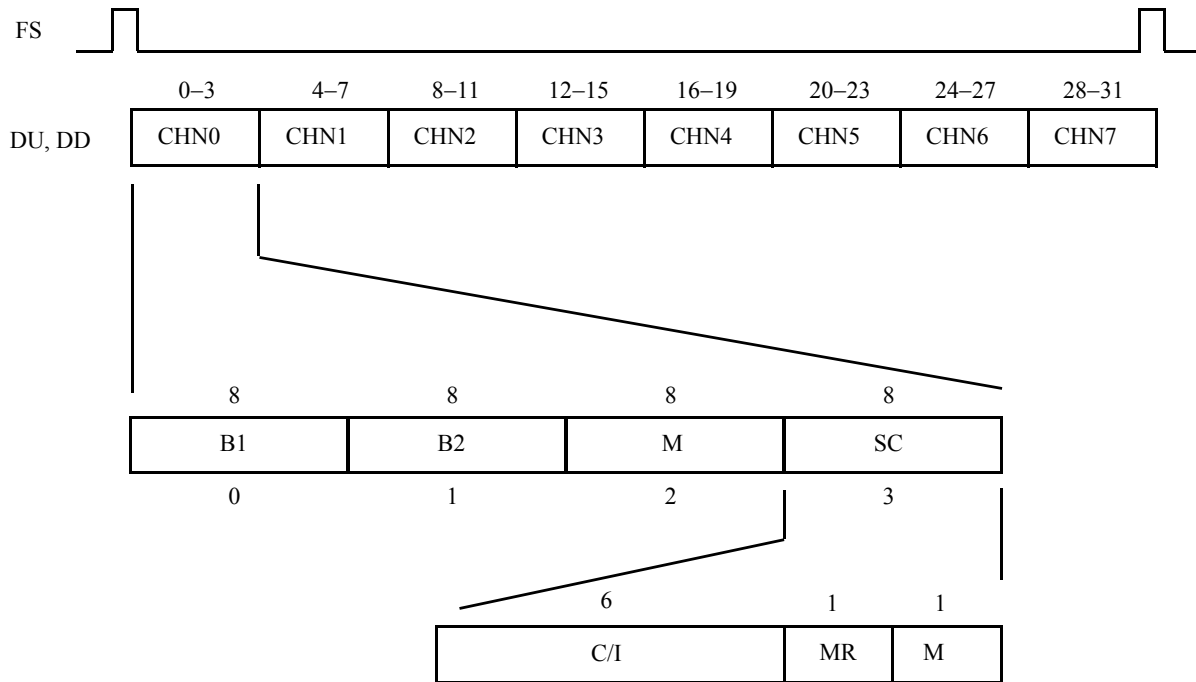 FS
0–3 4–7 8–11 12–15 16–19 20–23 24–27 28–31
DU, DD CHN0 CHN1 CHN2 CHN3 CHN4 CHN5 CHN6 CHN7
8 8 8 8
B1 B2 M SC
0 1 2 3
6 1 1
C/I MR M